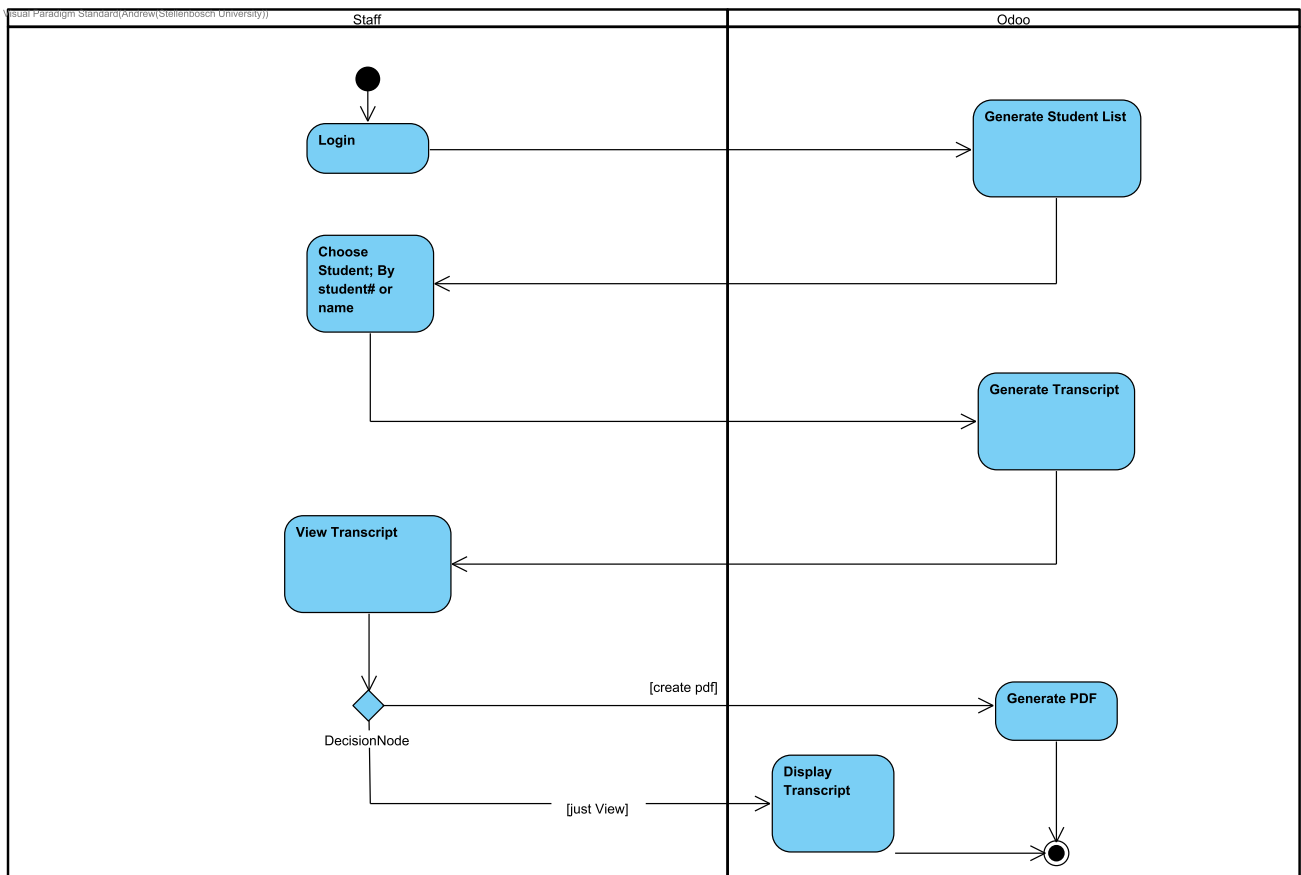 Visual Paradigm Standard(Andrew(Stellenbosch University))
Staff
Odoo
Login
Generate Student List
Choose
Student; By
student# or
name
Generate Transcript
View Transcript
[create pdf]
Generate PDF
DecisionNode
Display
Transcript
[just View]